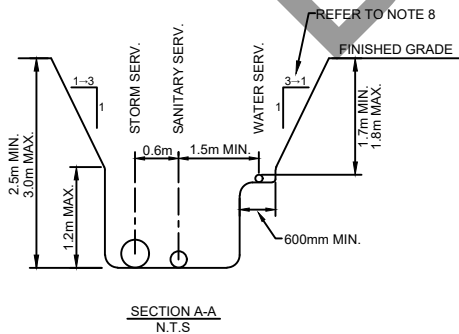 REFER TO NOTE 8
FINISHED GRADE
1→3
1
STORM SERV.
SANITARY SERV.
WATER SERV.
3→1
1
0.6m
1.5m MIN.
2.5m MIN.
3.0m MAX.
1.2m MAX.
1.7m MIN.
1.8m MAX.
600mm MIN.
SECTION A-A
N.T.S